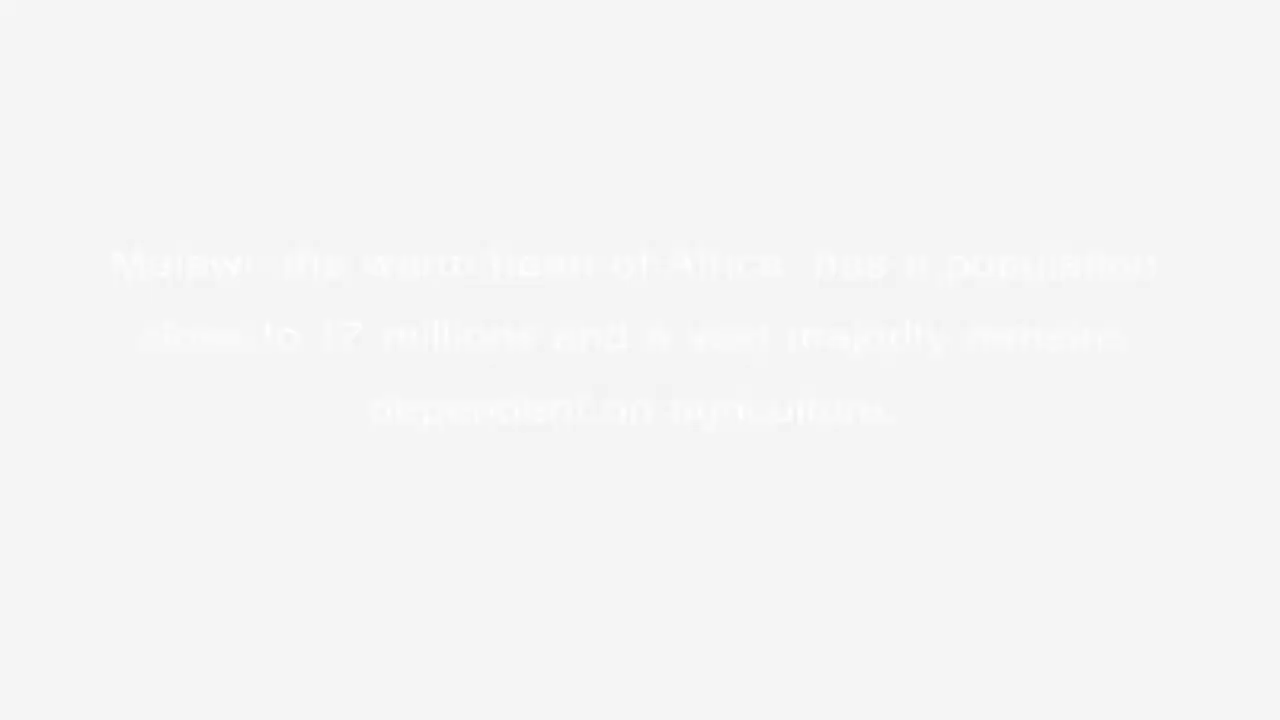 Malawi, the warm heart of Africa, has a population
close to 17 millions and a vast majority remains
dependent on agriculture.